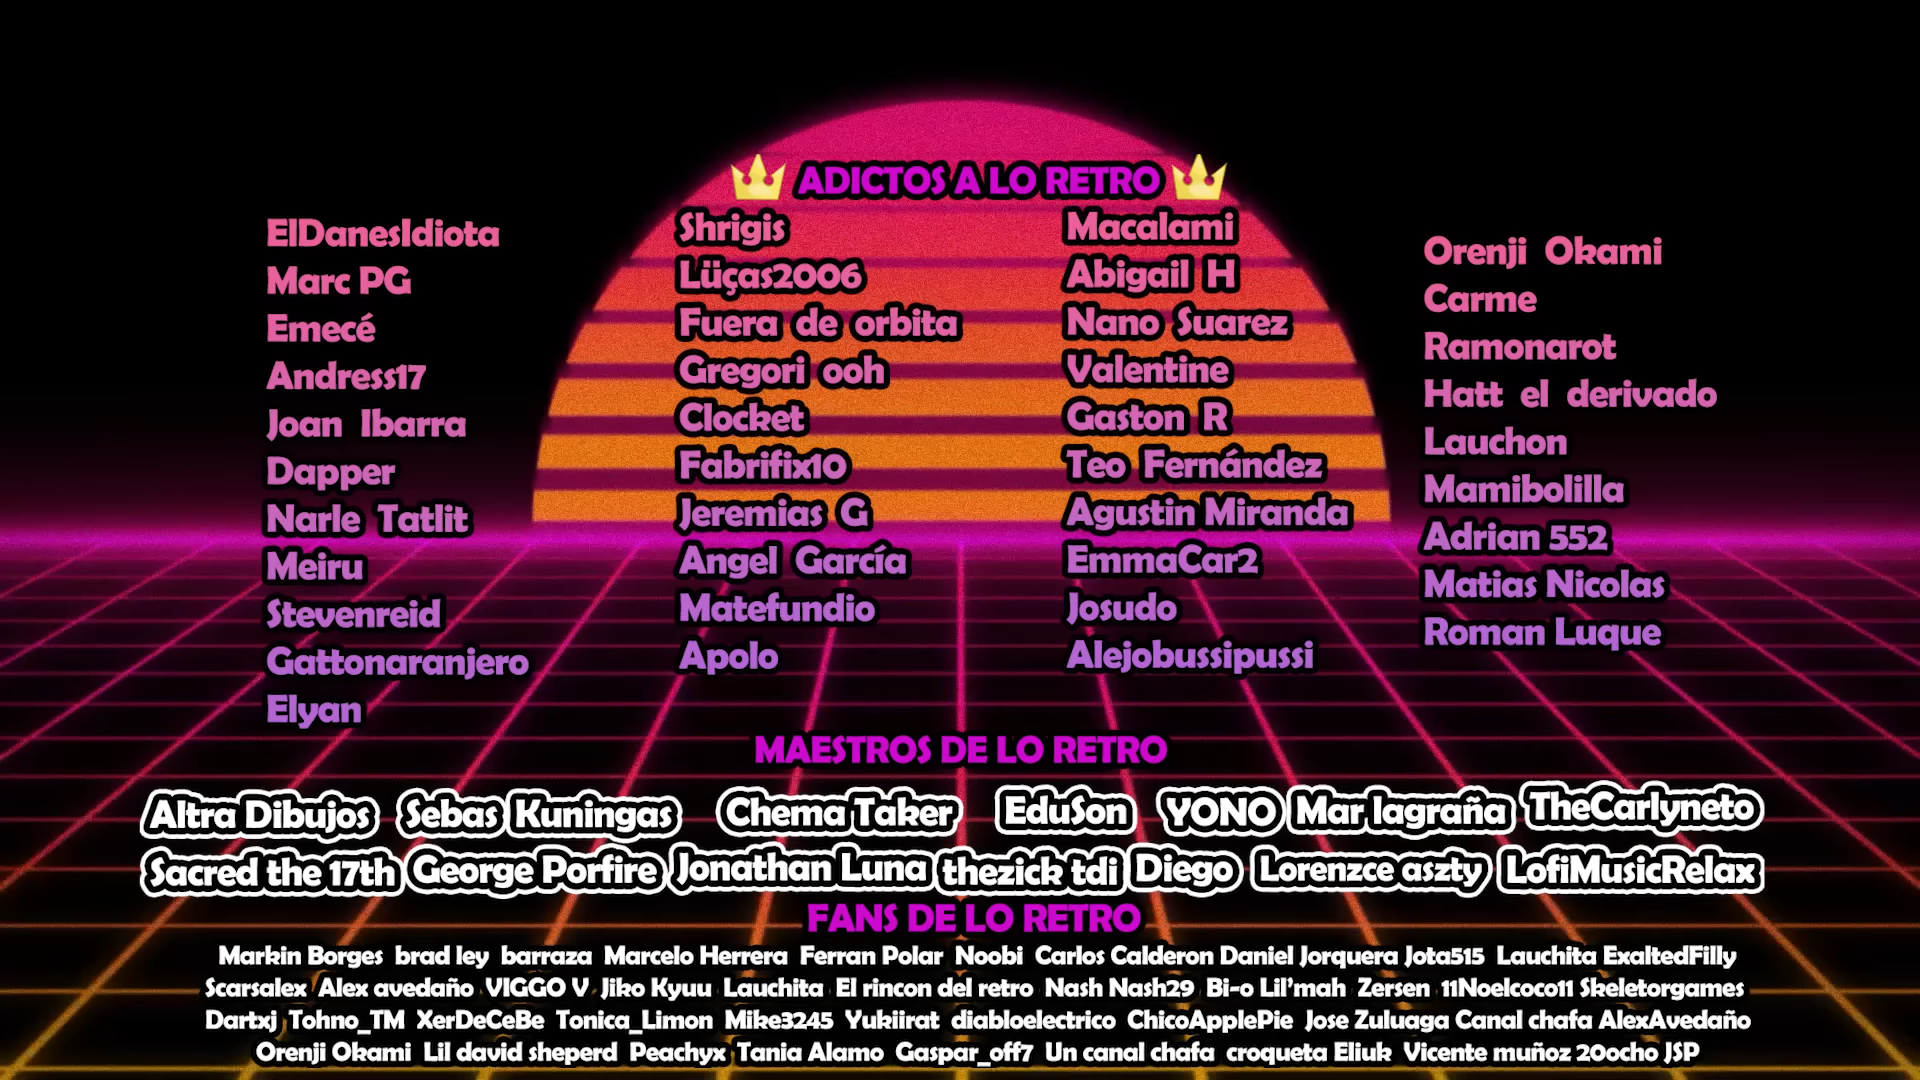 ADICTOS A LO RETRO
ElDanesIdiota
Marc PG
Emecé
Andress17
Joan Ibarra
Dapper
Narle Tatlit
Meiru
Stevenreid
Gattonaranjero
Elyan
Shrigis
Lüças2006
Fuera de orbita
Gregori ooh
Clocket
Fabrifix10
Jeremias G
Angel García
Matefundio
Apolo
Macalami
Abigail H
Nano Suarez
Valentine
Gaston R
Teo Fernández
Agustin Miranda
EmmaCar2
Josudo
Alejobussipussi
Orenji Okami
Carme
Ramonarot
Hatt el derivado
Lauchon
Mamibolilla
Adrian 552
Matias Nicolas
Roman Luque
MAESTROS DE LO RETRO
Altra Dibujos Sebas Kuningas Chema Taker EduSon YONO Mar lagraña TheCarlyneto
Sacred the 17th George Porfire Jonathan Luna thezick tdi Diego Lorenzce aszty LofiMusicRelax
FANS DE LO RETRO
Markin Borges brad ley barraza Marcelo Herrera Ferran Polar Noobi Carlos Calderon Daniel Jorquera Jota515 Lauchita ExaltedFilly
Scarsalex Alex avedaño VIGGO V Jiko Kyuu Lauchita El rincon del retro Nash Nash29 Bi-o Lil'mah Zersen 11Noelcoco11 Skeletorgames
Dartxj Tohno_TM XerDeCeBe Tonica_Limon Mike3245 Yukiirat diabloelectrico ChicoApplePie Jose Zuluaga Canal chafa AlexAvedaño
Orenji Okami Lil david sheperd Peachyx Tania Alamo Gaspar_off7 Un canal chafa croqueta Eliuk Vicente muñoz 20ocho JSP